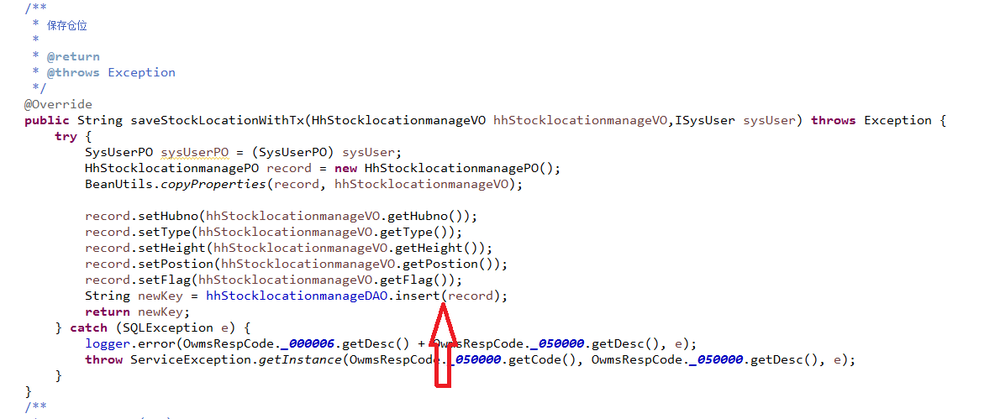 /**
 * 保存仓位
 *
 * @return
 * @throws Exception
 */
@Override
public String saveStockLocationWithTx(HhStocklocationmanageVO hhStocklocationmanageVO,ISysUser sysUser) throws Exception {
    try {
        SysUserPO sysUserPO = (SysUserPO) sysUser;
        HhStocklocationmanagePO record = new HhStocklocationmanagePO();
        BeanUtils.copyProperties(record, hhStocklocationmanageVO);
        record.setHubno(hhStocklocationmanageVO.getHubno());
        record.setType(hhStocklocationmanageVO.getType());
        record.setHeight(hhStocklocationmanageVO.getHeight());
        record.setPostion(hhStocklocationmanageVO.getPostion());
        record.setFlag(hhStocklocationmanageVO.getFlag());
        String newKey = hhStocklocationmanageDAO.insert(record);
        return newKey;
    } catch (SQLException e) {
        logger.error(OwmsRespCode._000006.getDesc() + OwmsRespCode._050000.getDesc(), e);
        throw ServiceException.getInstance(OwmsRespCode._050000.getCode(), OwmsRespCode._050000.getDesc(), e);
    }
}
/**